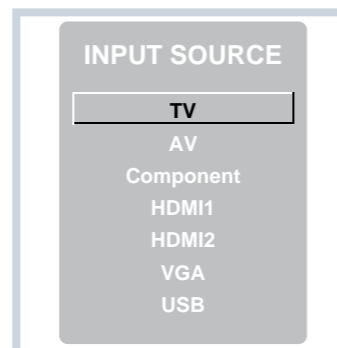 INPUT SOURCE
TV
AV
Component
HDMI1
HDMI2
VGA
USB